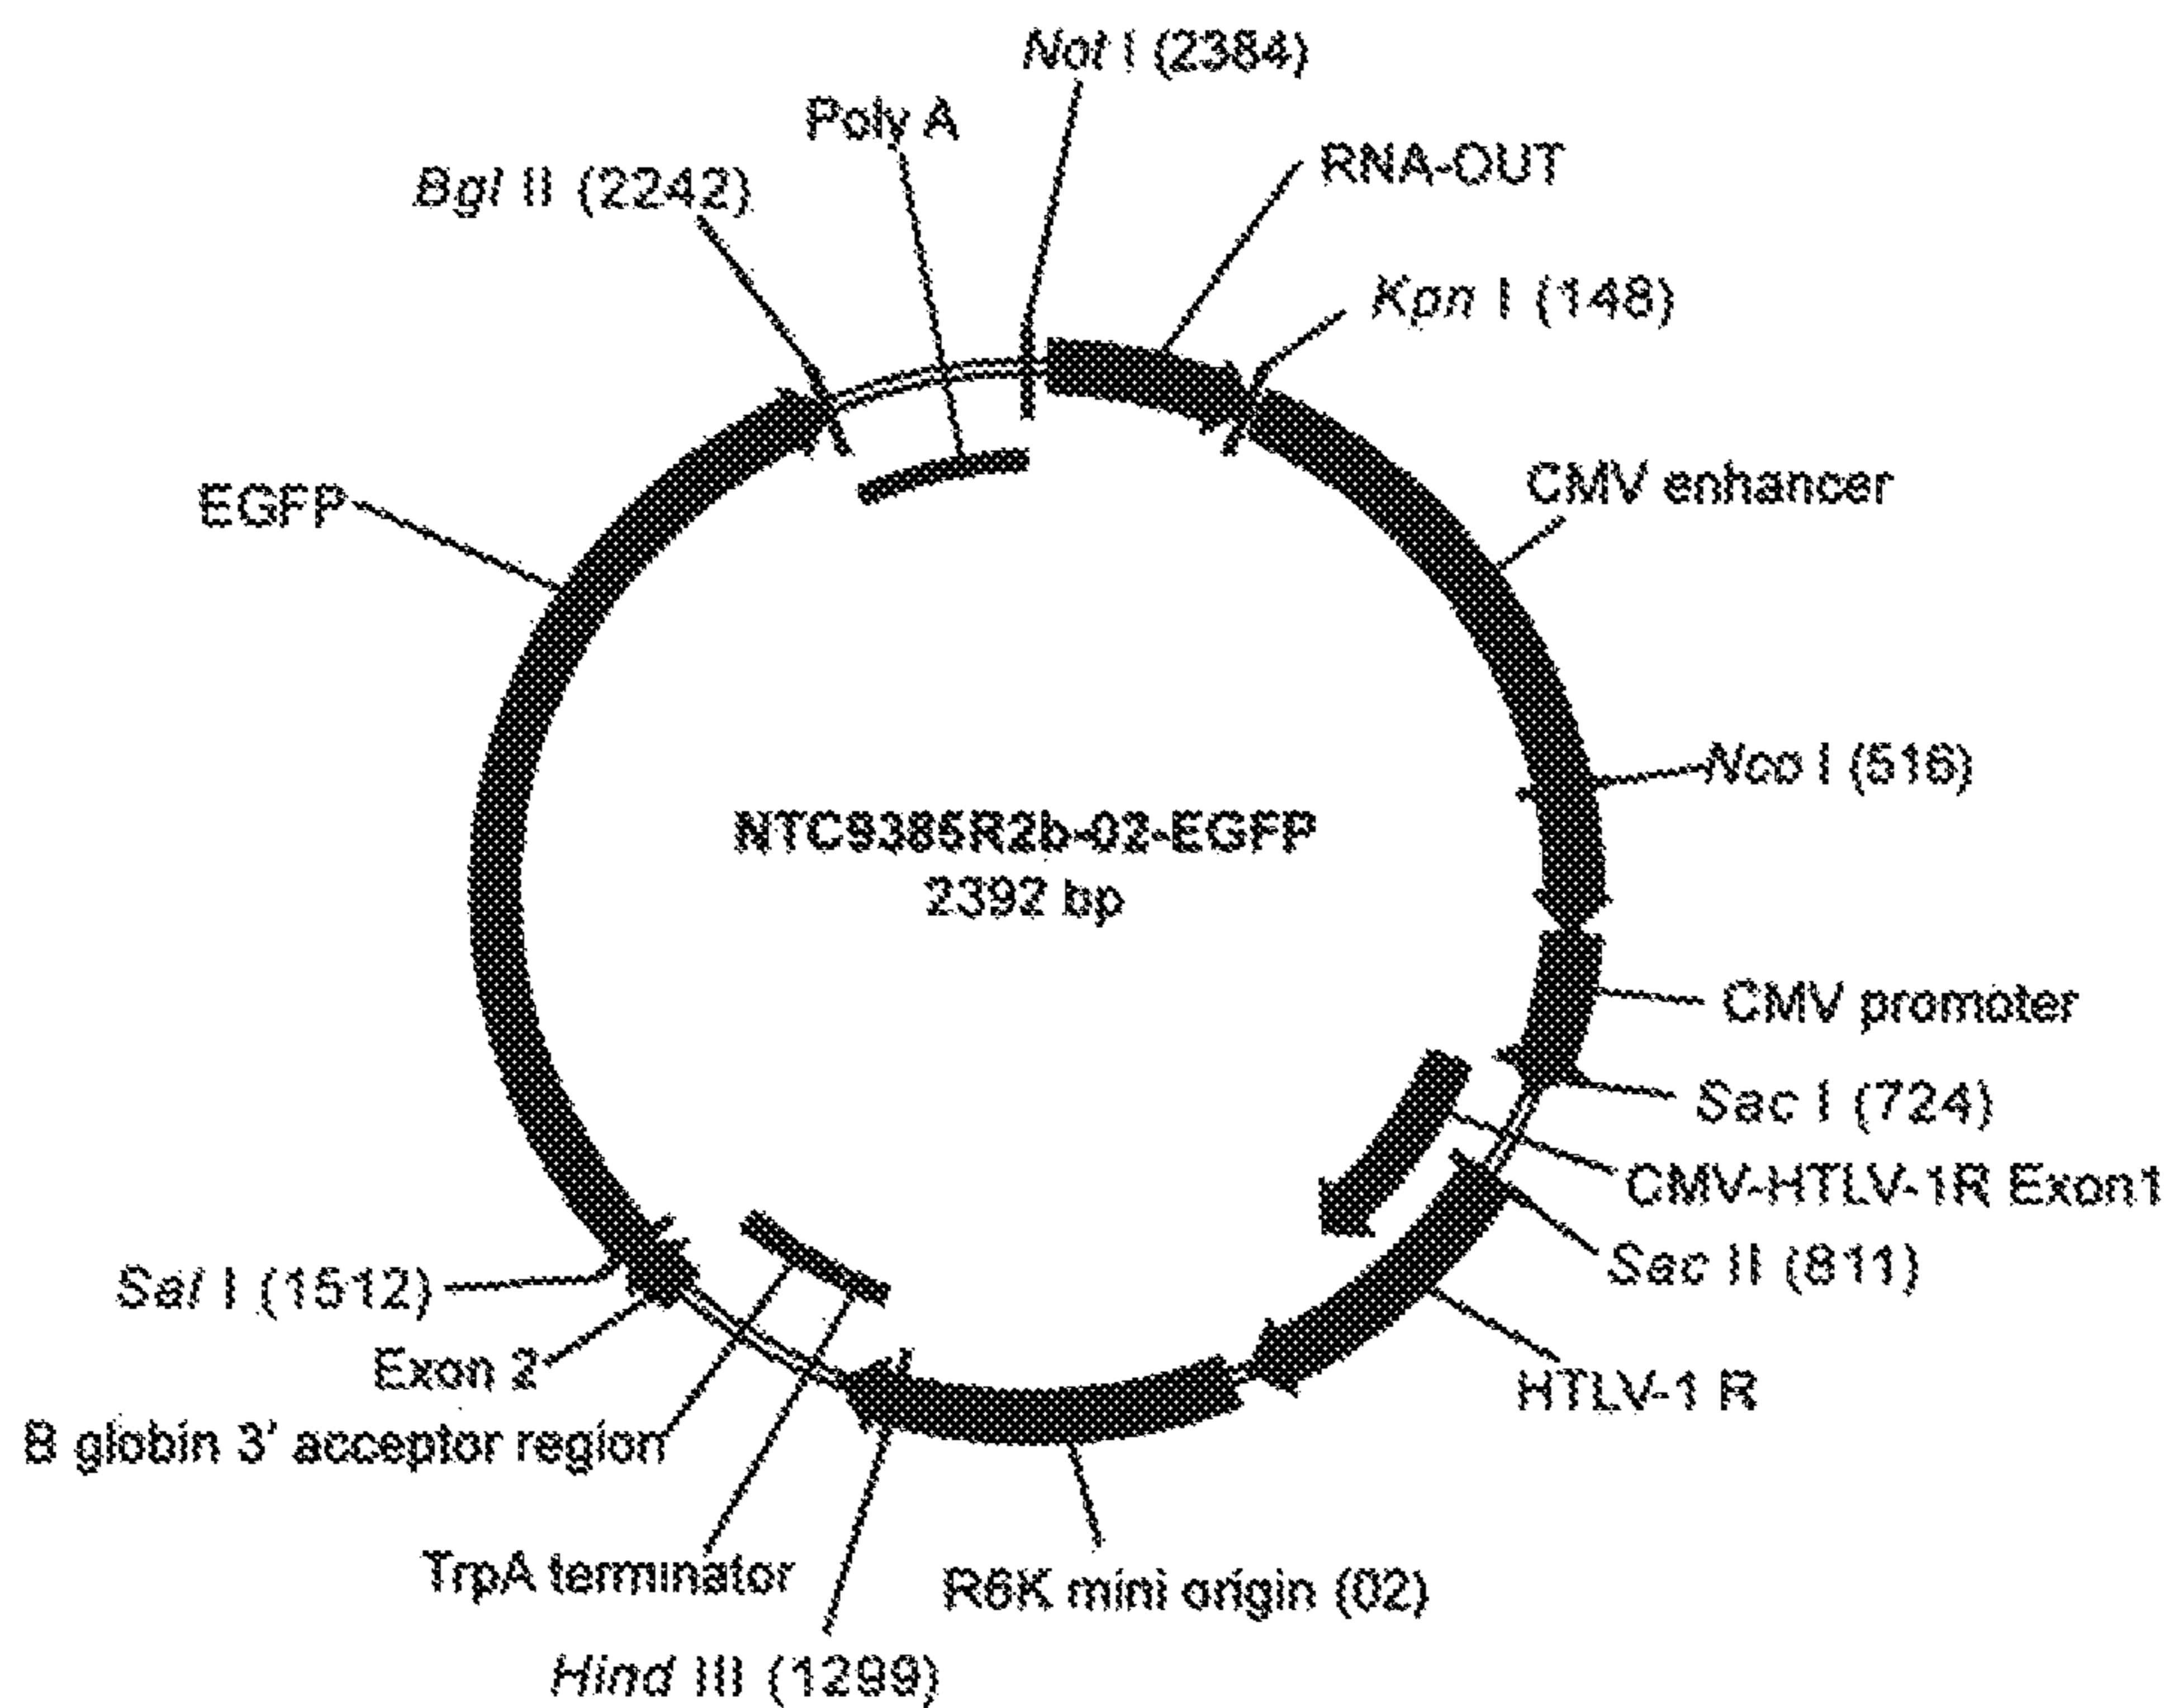 Not I (2384)
Poly A
RNA-OUT
Bgl II (2242)
Kpn I (148)
CMV enhancer
EGFP
Nco I (516)
NTC9385R2b-02-EGFP
2392 bp
CMV promoter
Sac I (724)
CMV-HTLV-1R Exon1
Sac II (811)
Sal I (1512)
Exon 2
HTLV-1 R
B globin 3' acceptor region
TrpA terminator
R6K mini origin (02)
Hind III (1299)